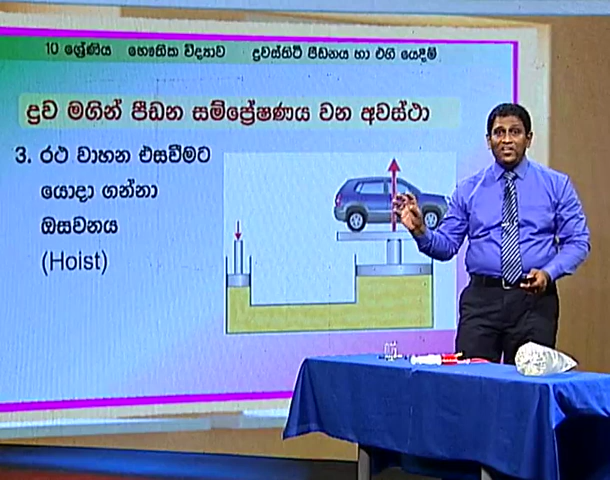 10 ශ්‍රේණිය භෞතික විද්‍යාව ද්‍රවස්ථිති පීඩනය හා එහි යෙදීම්
ද්‍රව මගින් පීඩන සම්ප්‍රේෂණය වන අවස්ථා
3. රථ වාහන එසවීමට
යොදා ගන්නා
ඔසවනය
(Hoist)